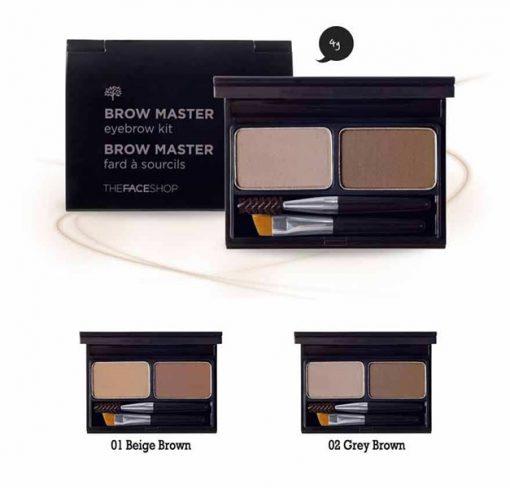 4g
BROW MASTER
eyebrow kit
BROW MASTER
fard à sourcils
THEFACESHOP
01 Beige Brown
02 Grey Brown